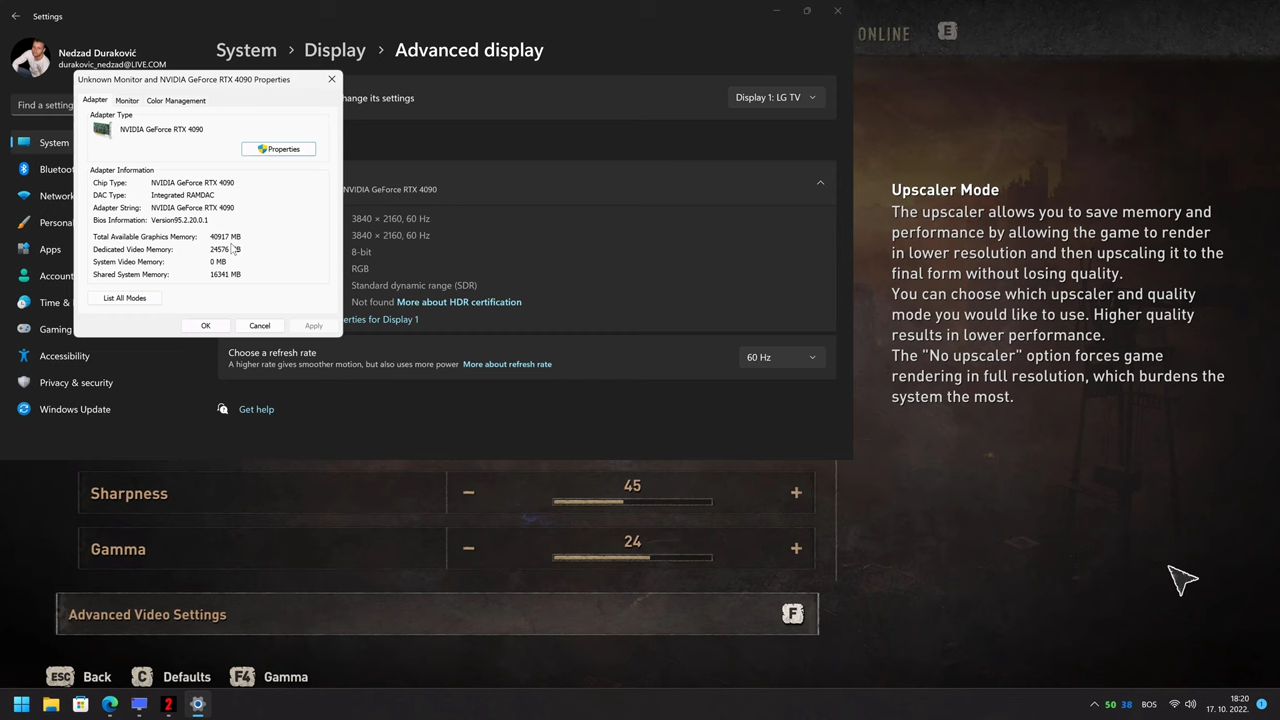 Settings
Nedzad Duraković
durakovic_nedzad@LIVE.COM
Find a setting
System
Bluetoo
Network
Personal
Apps
Account
Time &
Gaming
Accessibility
Privacy & security
Windows Update
System > Display > Advanced display
change its settings
Display 1: LG TV
NVIDIA GeForce RTX 4090
3840 × 2160, 60 Hz
3840 × 2160, 60 Hz
8-bit
RGB
Standard dynamic range (SDR)
Not found More about HDR certification
erties for Display 1
Choose a refresh rate
A higher rate gives smoother motion, but also uses more power More about refresh rate
60 Hz
Get help
Unknown Monitor and NVIDIA GeForce RTX 4090 Properties
Adapter Monitor Color Management
Adapter Type
NVIDIA GeForce RTX 4090
Properties
Adapter Information
Chip Type: NVIDIA GeForce RTX 4090
DAC Type: Integrated RAMDAC
Adapter String: NVIDIA GeForce RTX 4090
Bios Information: Version95.2.20.0.1
Total Available Graphics Memory: 40917 MB
Dedicated Video Memory: 24576 MB
System Video Memory: 0 MB
Shared System Memory: 16341 MB
List All Modes
OK Cancel Apply
ONLINE E
Upscaler Mode
The upscaler allows you to save memory and
performance by allowing the game to render
in lower resolution and then upscaling it to the
final form without losing quality.
You can choose which upscaler and quality
mode you would like to use. Higher quality
results in lower performance.
The "No upscaler" option forces game
rendering in full resolution, which burdens the
system the most.
Sharpness − 45 +
Gamma − 24 +
Advanced Video Settings F
ESC Back C Defaults F4 Gamma
50 38 BOS
18:20
17. 10. 2022.
1